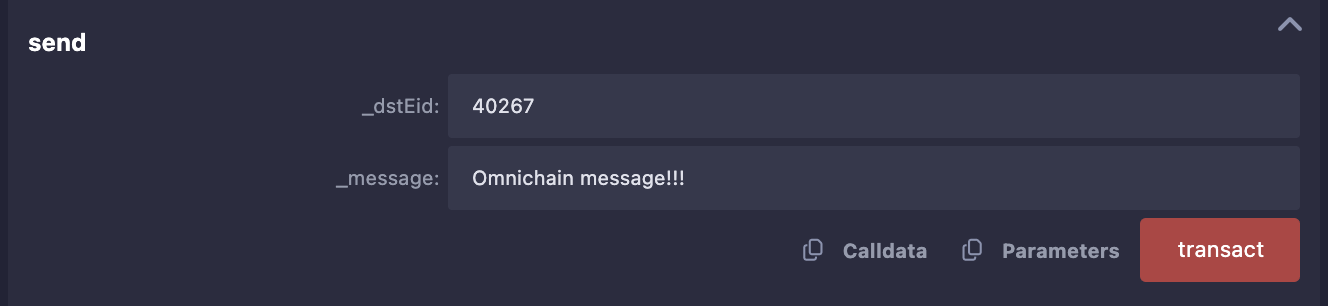 send
_dstEid: 40267
_message: Omnichain message!!!
Calldata Parameters transact